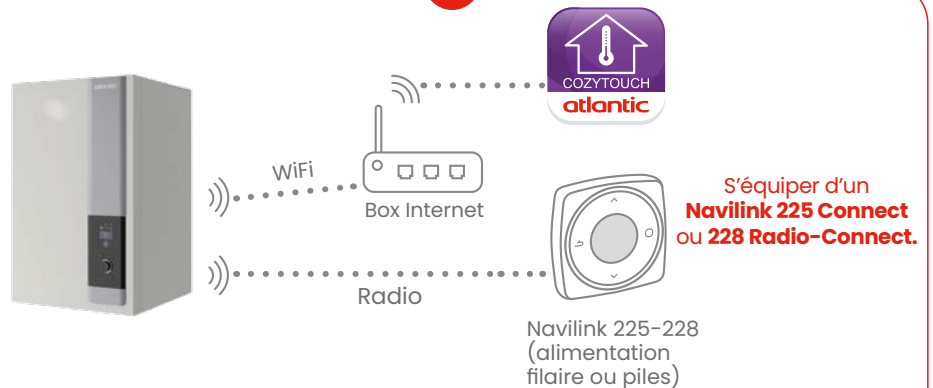 COZYTOUCH
atlantic
WiFi
Box Internet
S'équiper d'un
Navilink 225 Connect
ou 228 Radio-Connect.
Radio
Navilink 225-228
(alimentation
filaire ou piles)